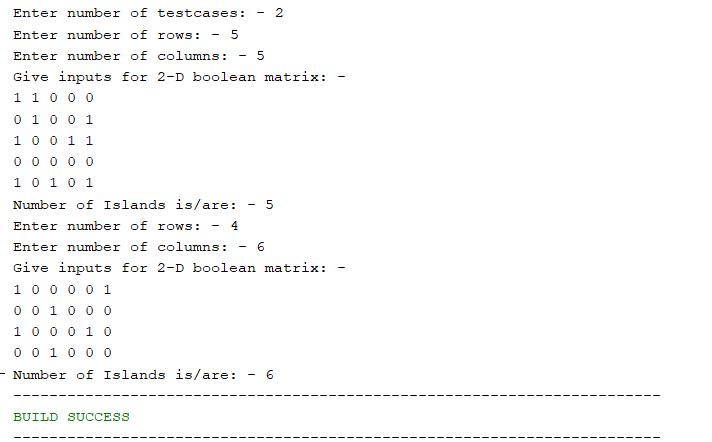 Enter number of testcases: - 2
Enter number of rows: - 5
Enter number of columns: - 5
Give inputs for 2-D boolean matrix: -
1 1 0 0 0
0 1 0 0 1
1 0 0 1 1
0 0 0 0 0
1 0 1 0 1
Number of Islands is/are: - 5
Enter number of rows: - 4
Enter number of columns: - 6
Give inputs for 2-D boolean matrix: -
1 0 0 0 0 1
0 0 1 0 0 0
1 0 0 0 1 0
0 0 1 0 0 0
Number of Islands is/are: - 6
------------------------------------------------------------------------
BUILD SUCCESS
------------------------------------------------------------------------